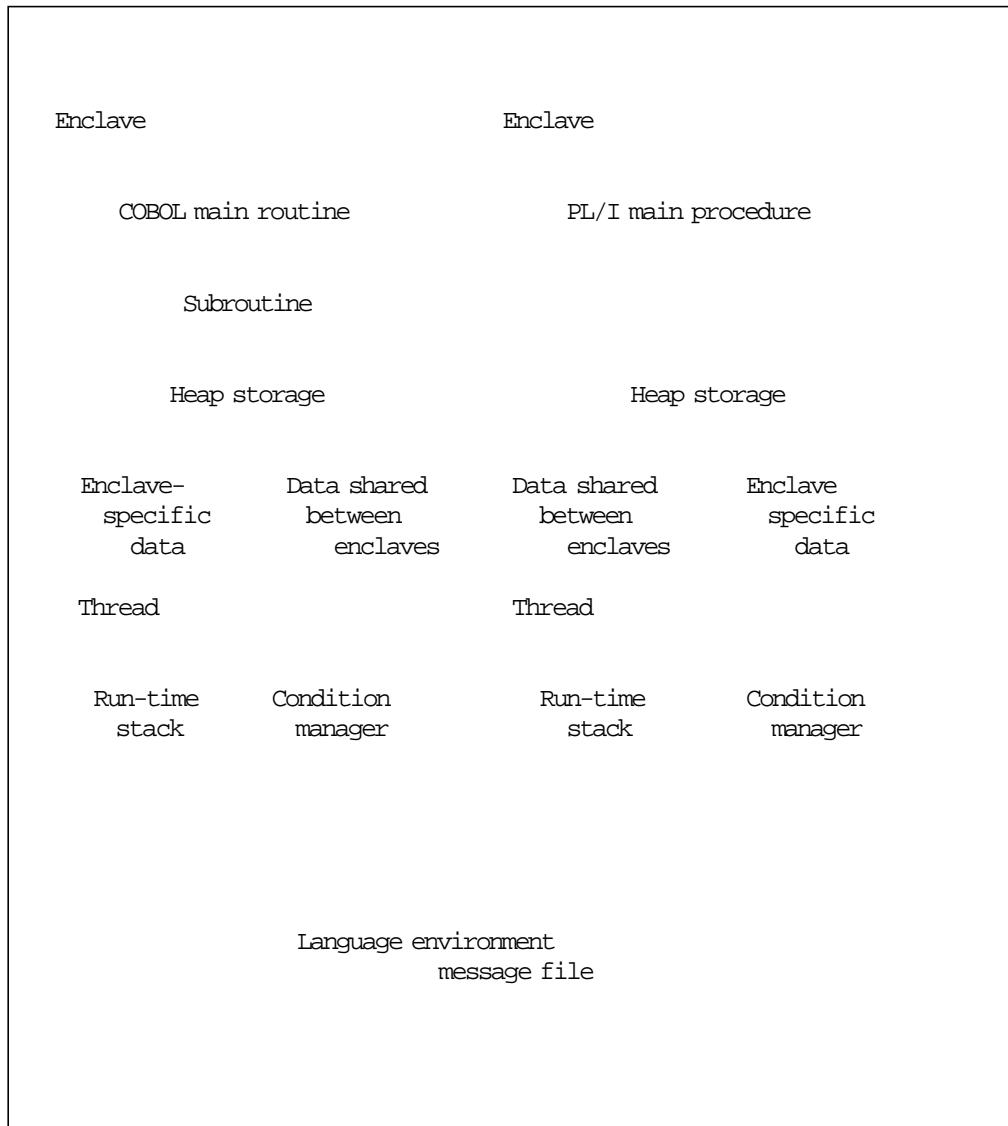 Enclave
Enclave
COBOL main routine
PL/I main procedure
Subroutine
Heap storage
Heap storage
Enclave-
specific
data
Data shared
between
enclaves
Data shared
between
enclaves
Enclave
specific
data
Thread
Thread
Run-time
stack
Condition
manager
Run-time
stack
Condition
manager
Language environment
message file